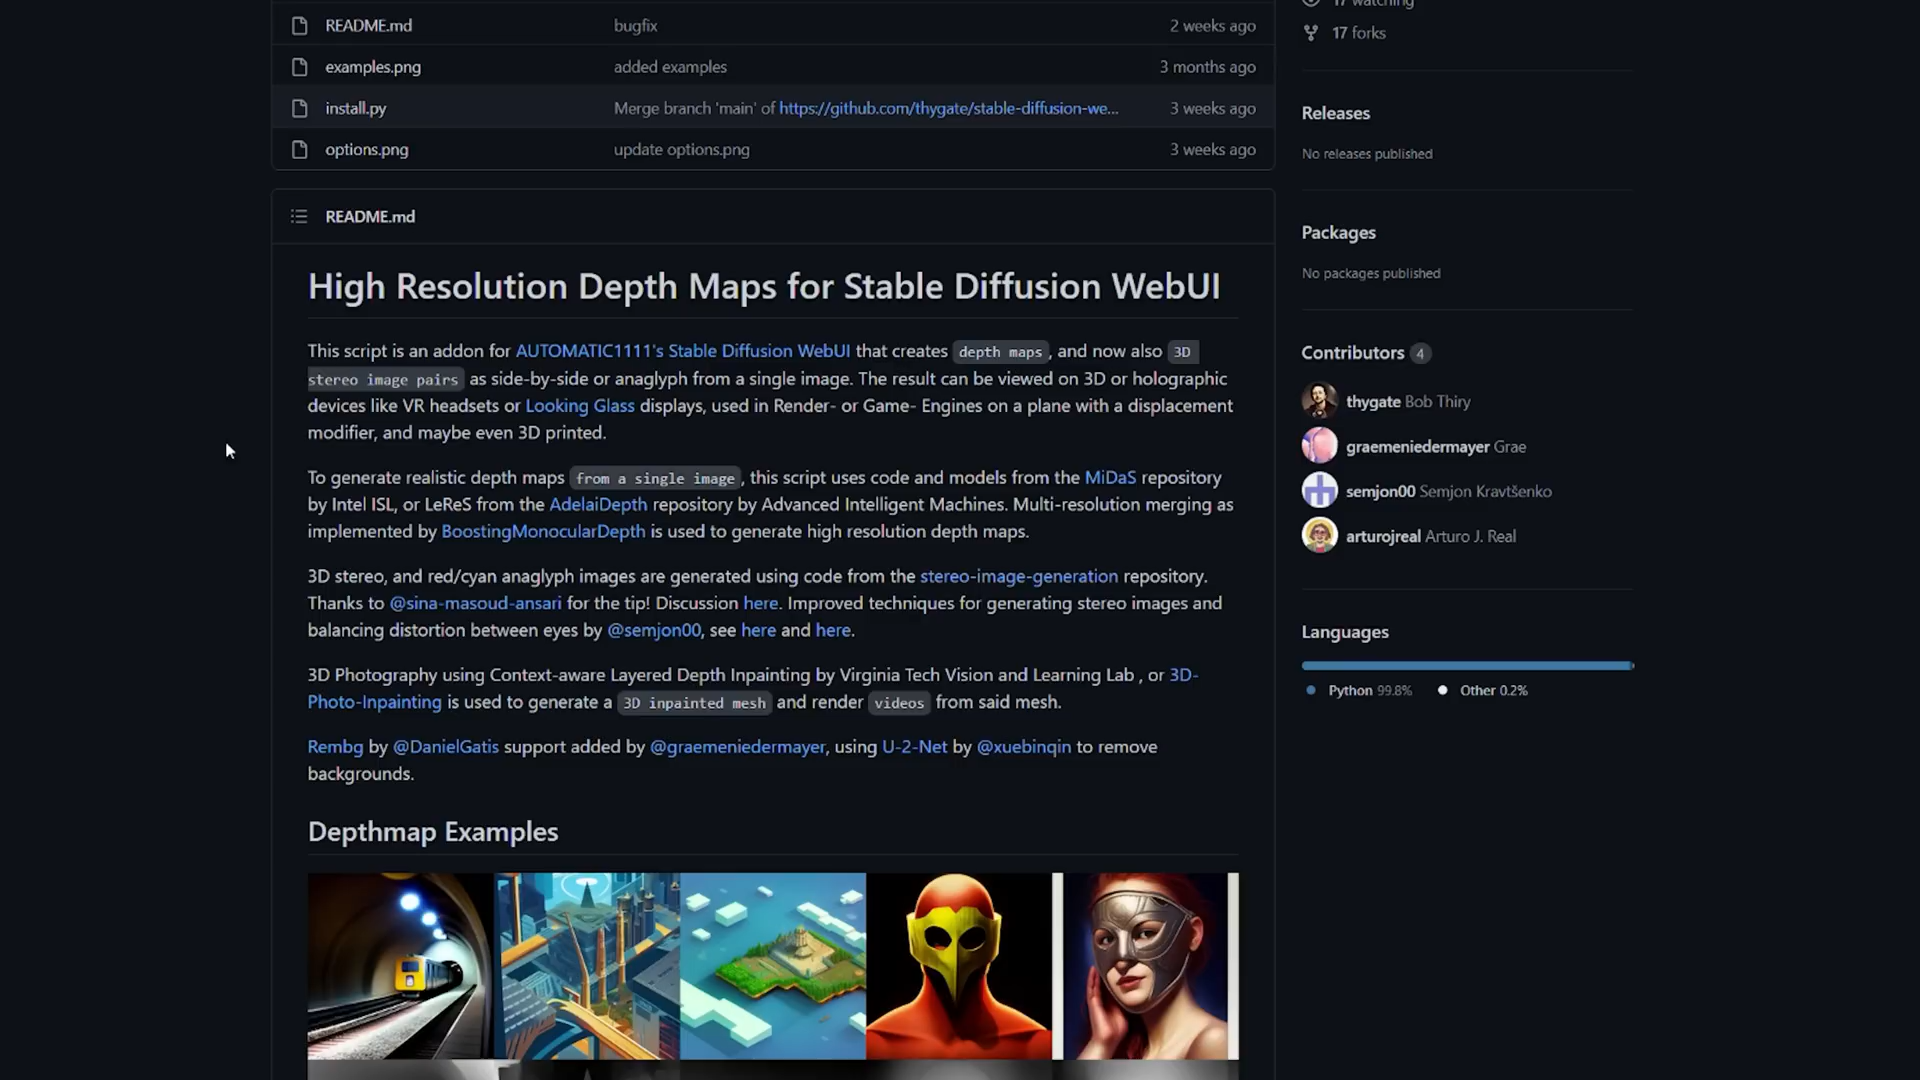 17 watching
README.md bugfix 2 weeks ago
17 forks
examples.png added examples 3 months ago
install.py Merge branch 'main' of https://github.com/thygate/stable-diffusion-we... 3 weeks ago
options.png update options.png 3 weeks ago
Releases
No releases published
README.md
Packages
No packages published
High Resolution Depth Maps for Stable Diffusion WebUI
This script is an addon for AUTOMATIC1111's Stable Diffusion WebUI that creates depth maps, and now also 3D
stereo image pairs as side-by-side or anaglyph from a single image. The result can be viewed on 3D or holographic
devices like VR headsets or Looking Glass displays, used in Render- or Game- Engines on a plane with a displacement
modifier, and maybe even 3D printed.
To generate realistic depth maps from a single image, this script uses code and models from the MiDaS repository
by Intel ISL, or LeReS from the AdelaiDepth repository by Advanced Intelligent Machines. Multi-resolution merging as
implemented by BoostingMonocularDepth is used to generate high resolution depth maps.
3D stereo, and red/cyan anaglyph images are generated using code from the stereo-image-generation repository.
Thanks to @sina-masoud-ansari for the tip! Discussion here. Improved techniques for generating stereo images and
balancing distortion between eyes by @semjon00, see here and here.
3D Photography using Context-aware Layered Depth Inpainting by Virginia Tech Vision and Learning Lab , or 3D-
Photo-Inpainting is used to generate a 3D inpainted mesh and render videos from said mesh.
Rembg by @DanielGatis support added by @graemeniedermayer, using U-2-Net by @xuebinqin to remove
backgrounds.
Depthmap Examples
Contributors 4
thygate Bob Thiry
graemeniedermayer Grae
semjon00 Semjon Kravtšenko
arturojreal Arturo J. Real
Languages
Python 99.8% Other 0.2%